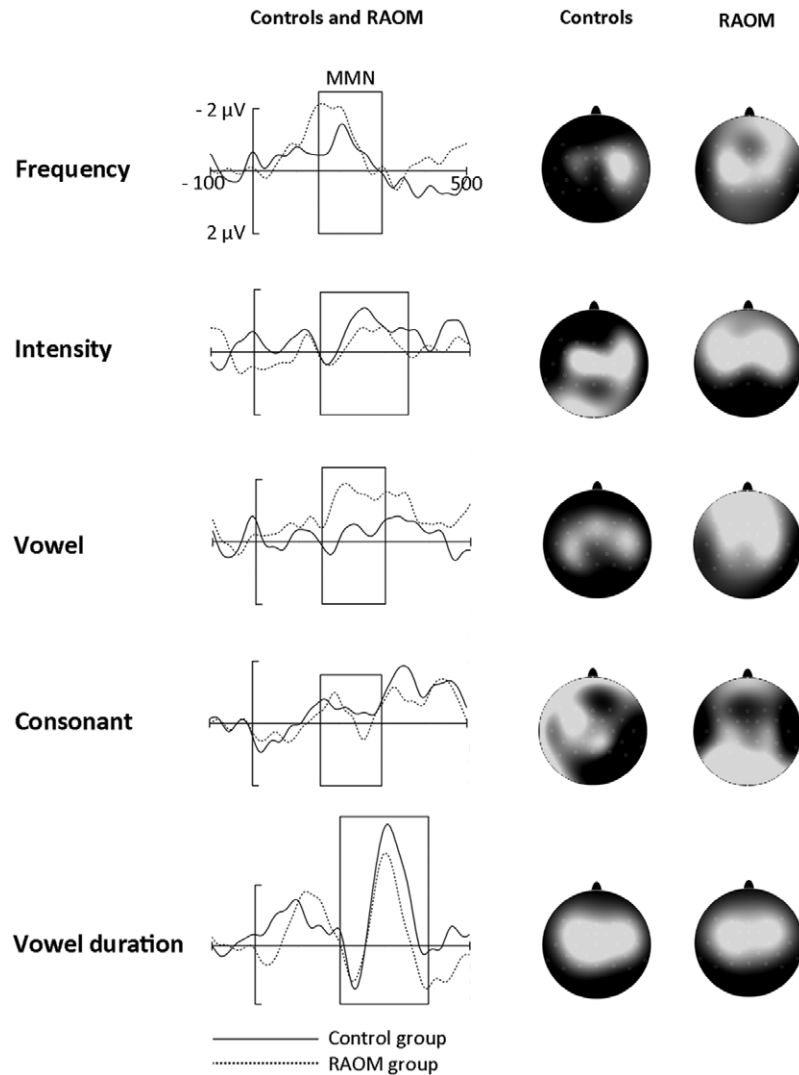 Controls and RAOM
Controls
RAOM
MMN
- 2 µV
Frequency
- 100
500
2 µV
Intensity
Vowel
Consonant
Vowel duration
Control group
RAOM group